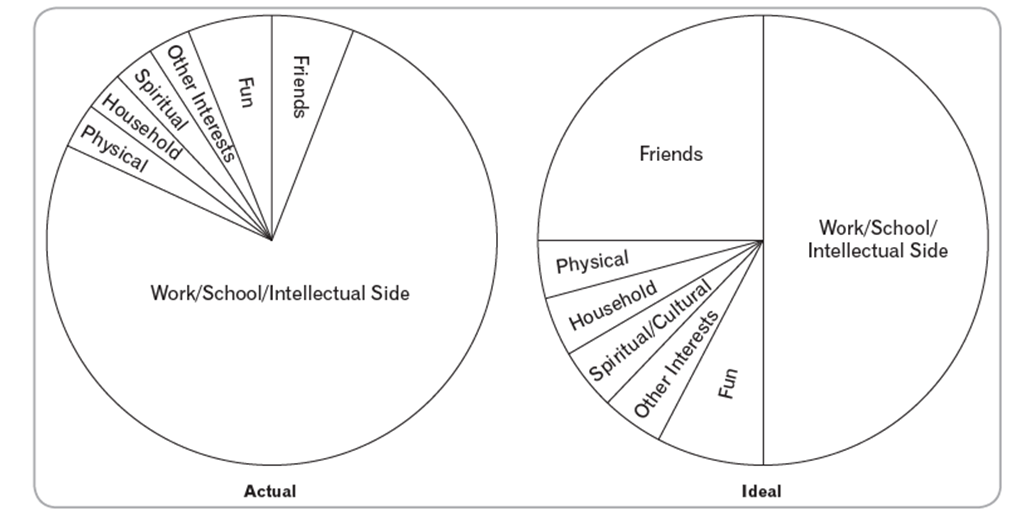 Friends
Fun
Other Interests
Spiritual
Household
Physical
Work/School/Intellectual Side
Actual
Friends
Work/School/
Intellectual Side
Physical
Household
Spiritual/Cultural
Other Interests
Fun
Ideal